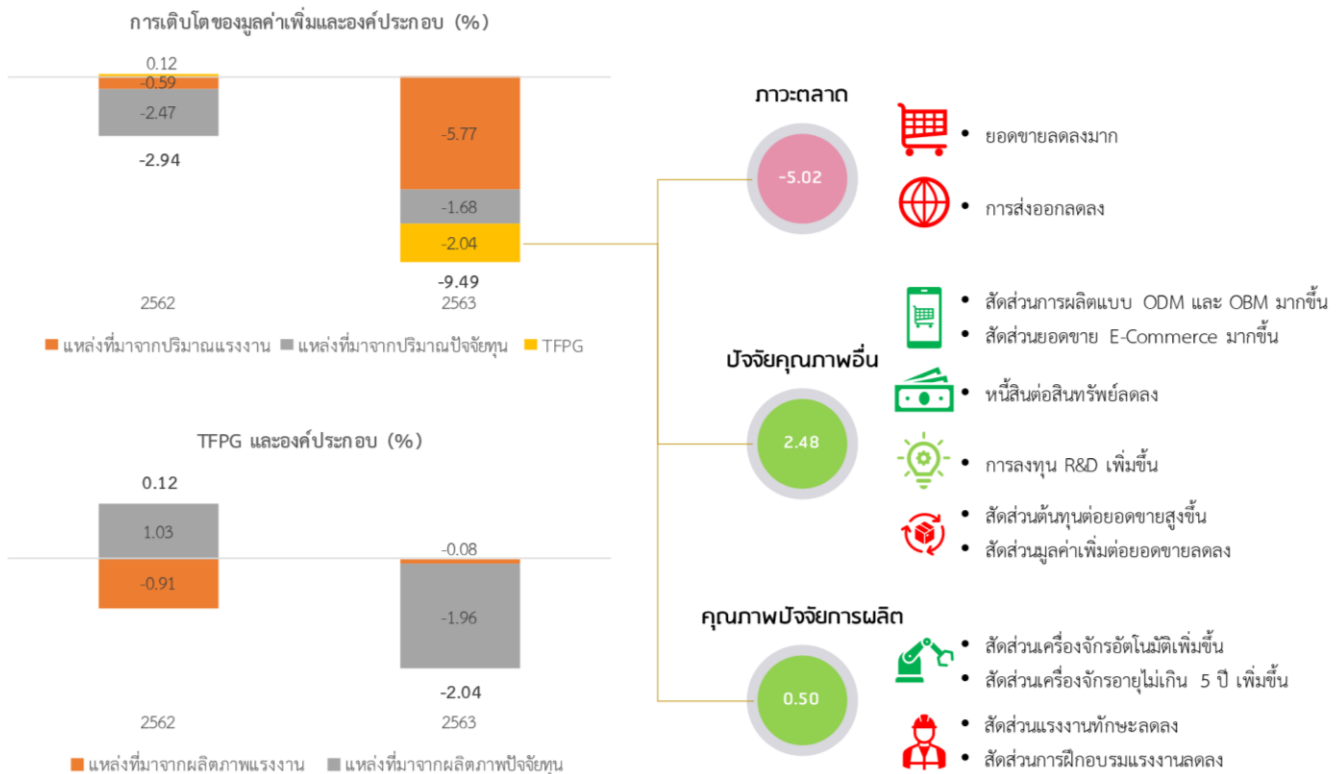 การเติบโตของมูลค่าเพิ่มและองค์ประกอบ (%)
0.12
-0.59
-2.47
-2.94
-5.77
-1.68
-2.04
-9.49
2562
2563
แหล่งที่มาจากปริมาณแรงงาน
แหล่งที่มาจากปริมาณปัจจัยทุน
TFPG
TFPG และองค์ประกอบ (%)
0.12
1.03
-0.91
-0.08
-1.96
-2.04
2562
2563
แหล่งที่มาจากผลิตภาพแรงงาน
แหล่งที่มาจากผลิตภาพปัจจัยทุน
ภาวะตลาด
-5.02
• ยอดขายลดลงมาก
• การส่งออกลดลง
ปัจจัยคุณภาพอื่น
2.48
• สัดส่วนการผลิตแบบ ODM และ OBM มากขึ้น
• สัดส่วนยอดขาย E-Commerce มากขึ้น
• หนี้สินต่อสินทรัพย์ลดลง
• การลงทุน R&D เพิ่มขึ้น
• สัดส่วนต้นทุนต่อยอดขายสูงขึ้น
• สัดส่วนมูลค่าเพิ่มต่อยอดขายลดลง
คุณภาพปัจจัยการผลิต
0.50
• สัดส่วนเครื่องจักรอัตโนมัติเพิ่มขึ้น
• สัดส่วนเครื่องจักรอายุไม่เกิน 5 ปี เพิ่มขึ้น
• สัดส่วนแรงงานทักษะลดลง
• สัดส่วนการฝึกอบรมแรงงานลดลง